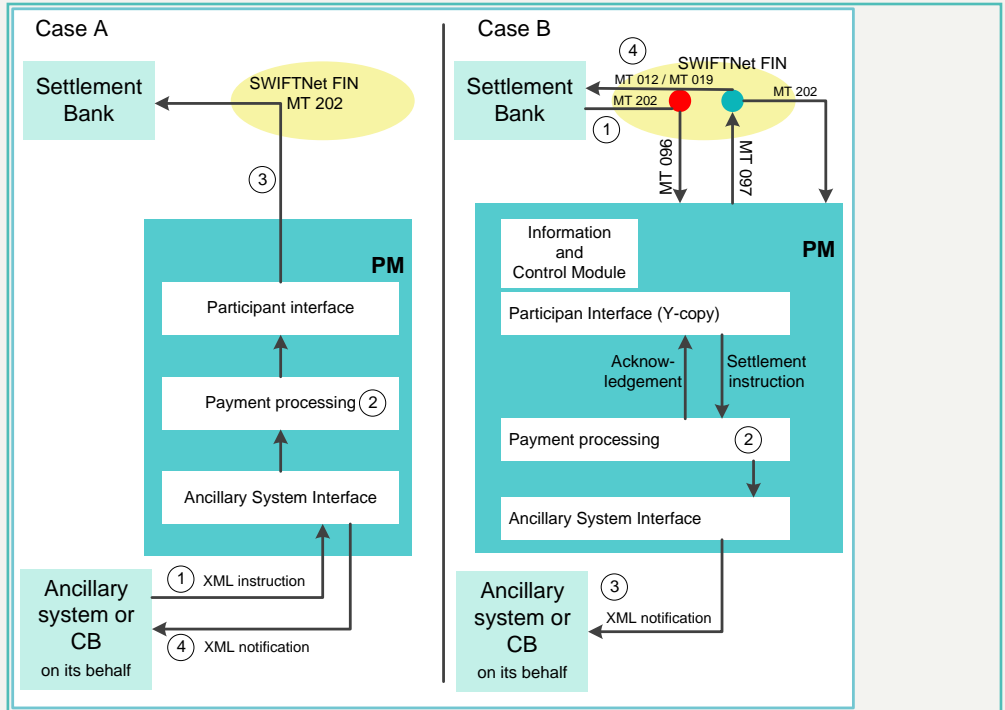 Case A
Settlement
Bank
SWIFTNet FIN
MT 202
3
PM
Participant interface
Payment processing 2
Ancillary System Interface
1 XML instruction
4 XML notification
Ancillary
system or
CB
on its behalf
Case B
4
SWIFTNet FIN
Settlement
Bank
MT 012 / MT 019
MT 202
MT 202
1
MT 096
MT 097
Information
and
Control Module
PM
Participan Interface (Y-copy)
Acknow-
ledgement
Settlement
instruction
Payment processing 2
Ancillary System Interface
3
XML notification
Ancillary
system or
CB
on its behalf